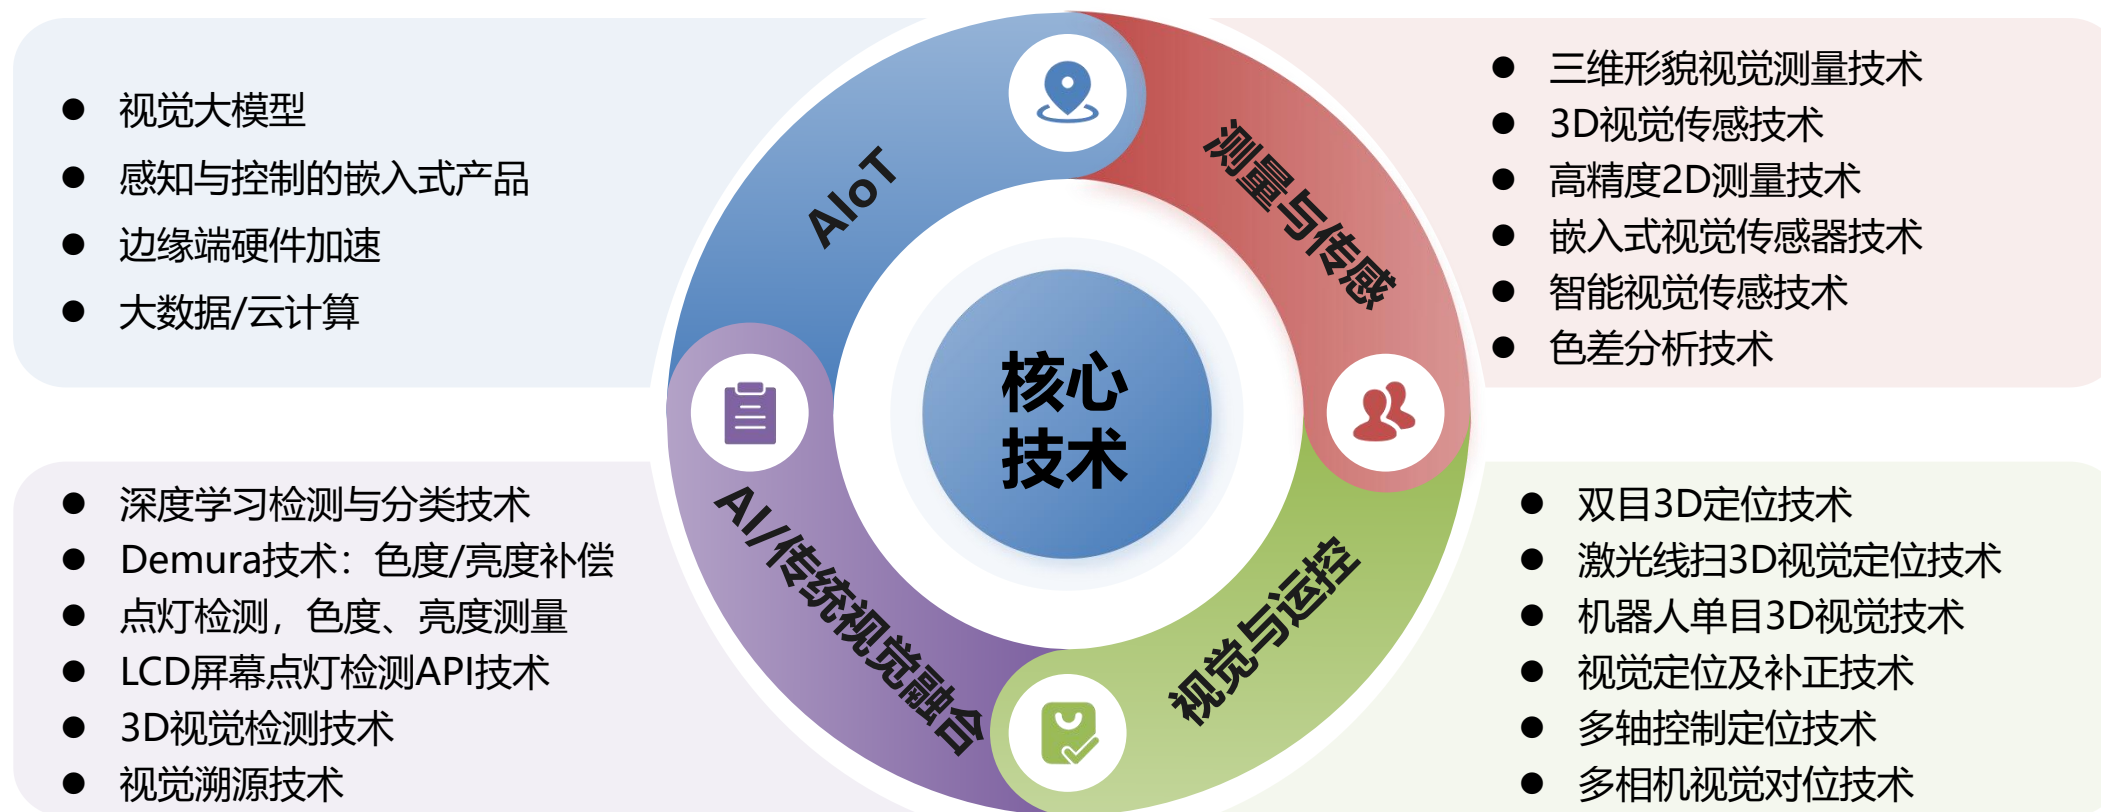 视觉大模型
感知与控制的嵌入式产品
边缘端硬件加速
大数据/云计算
AIoT
测量与传感
三维形貌视觉测量技术
3D视觉传感技术
高精度2D测量技术
嵌入式视觉传感器技术
智能视觉传感技术
色差分析技术
核心
技术
深度学习检测与分类技术
Demura技术：色度/亮度补偿
点灯检测，色度、亮度测量
LCD屏幕点灯检测API技术
3D视觉检测技术
视觉溯源技术
AI/传统视觉融合
视觉与运控
双目3D定位技术
激光线扫3D视觉定位技术
机器人单目3D视觉技术
视觉定位及补正技术
多轴控制定位技术
多相机视觉对位技术